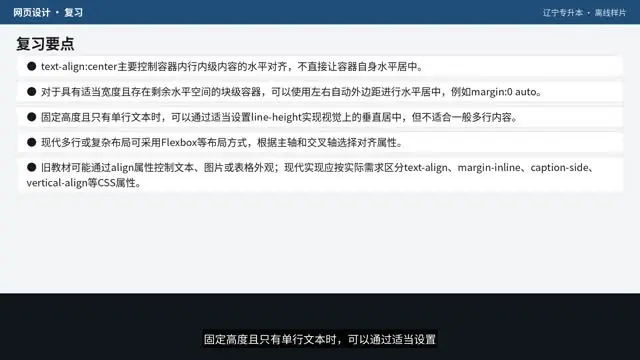 网页设计 · 复习
辽宁专升本 · 离线样片
复习要点
● text-align:center主要控制容器内行内级内容的水平对齐，不直接让容器自身水平居中。
● 对于具有适当宽度且存在剩余水平空间的块级容器，可以使用左右自动外边距进行水平居中，例如margin:0 auto。
● 固定高度且只有单行文本时，可以通过适当设置line-height实现视觉上的垂直居中，但不适合一般多行内容。
● 现代多行或复杂布局可采用Flexbox等布局方式，根据主轴和交叉轴选择对齐属性。
● 旧教材可能通过align属性控制文本、图片或表格外观；现代实现应按实际需求区分text-align、margin-inline、caption-side、
vertical-align等CSS属性。
固定高度且只有单行文本时，可以通过适当设置